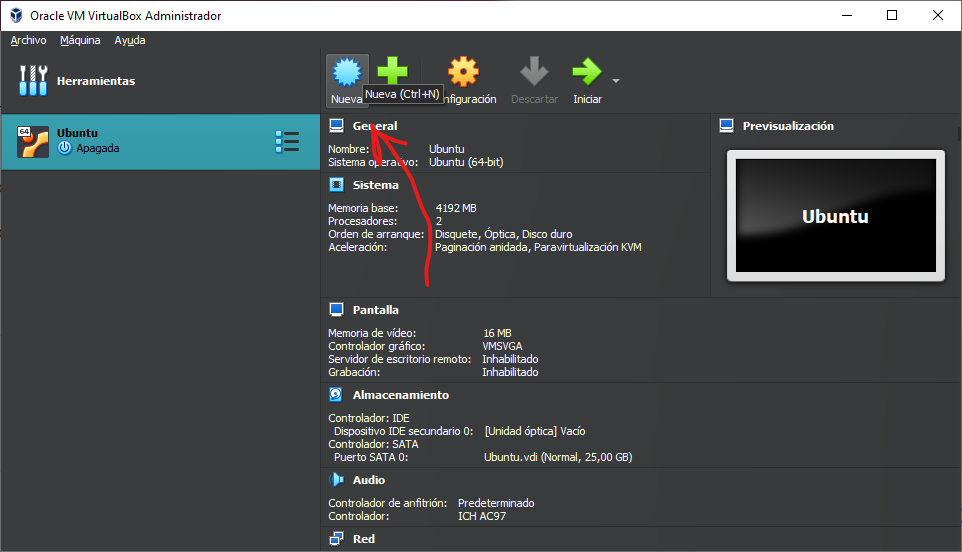 Oracle VM VirtualBox Administrador
Archivo Máquina Ayuda
Herramientas
Nueva
Nueva (Ctrl+N)
nfiguración
Descartar
Iniciar
64
Ubuntu
Apagada
General
Nombre: Ubuntu
Sistema operativo: Ubuntu (64-bit)
Previsualización
Ubuntu
Sistema
Memoria base: 4192 MB
Procesadores: 2
Orden de arranque: Disquete, Óptica, Disco duro
Aceleración: Paginación anidada, Paravirtualización KVM
Pantalla
Memoria de vídeo: 16 MB
Controlador gráfico: VMSVGA
Servidor de escritorio remoto: Inhabilitado
Grabación: Inhabilitado
Almacenamiento
Controlador: IDE
Dispositivo IDE secundario 0: [Unidad óptica] Vacío
Controlador: SATA
Puerto SATA 0: Ubuntu.vdi (Normal, 25,00 GB)
Audio
Controlador de anfitrión: Predeterminado
Controlador: ICH AC97
Red